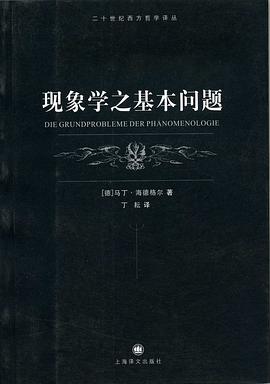 二十世纪西方哲学译丛
现象学之基本问题
DIE GRUNDPROBLEME DER PHÄNOMENOLOGIE
[德]马丁·海德格尔 著
丁 耘 译
上海译文出版社